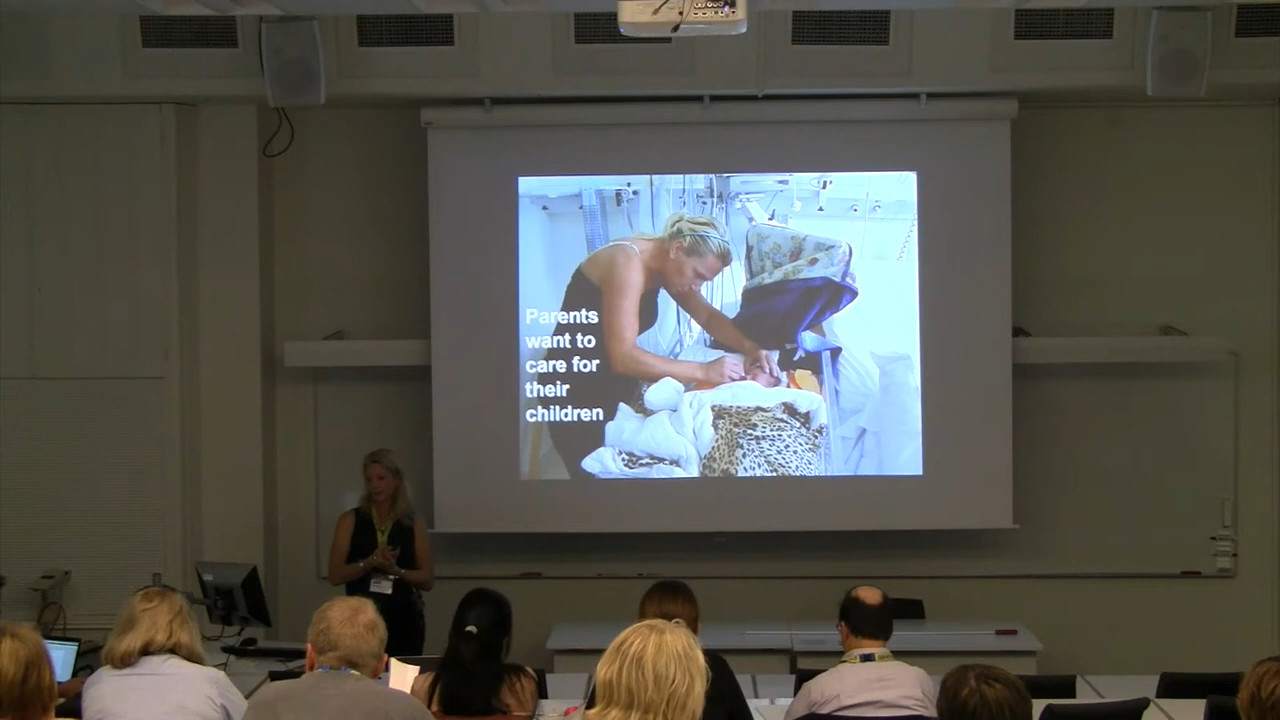 Parents
want to
care for
their
children